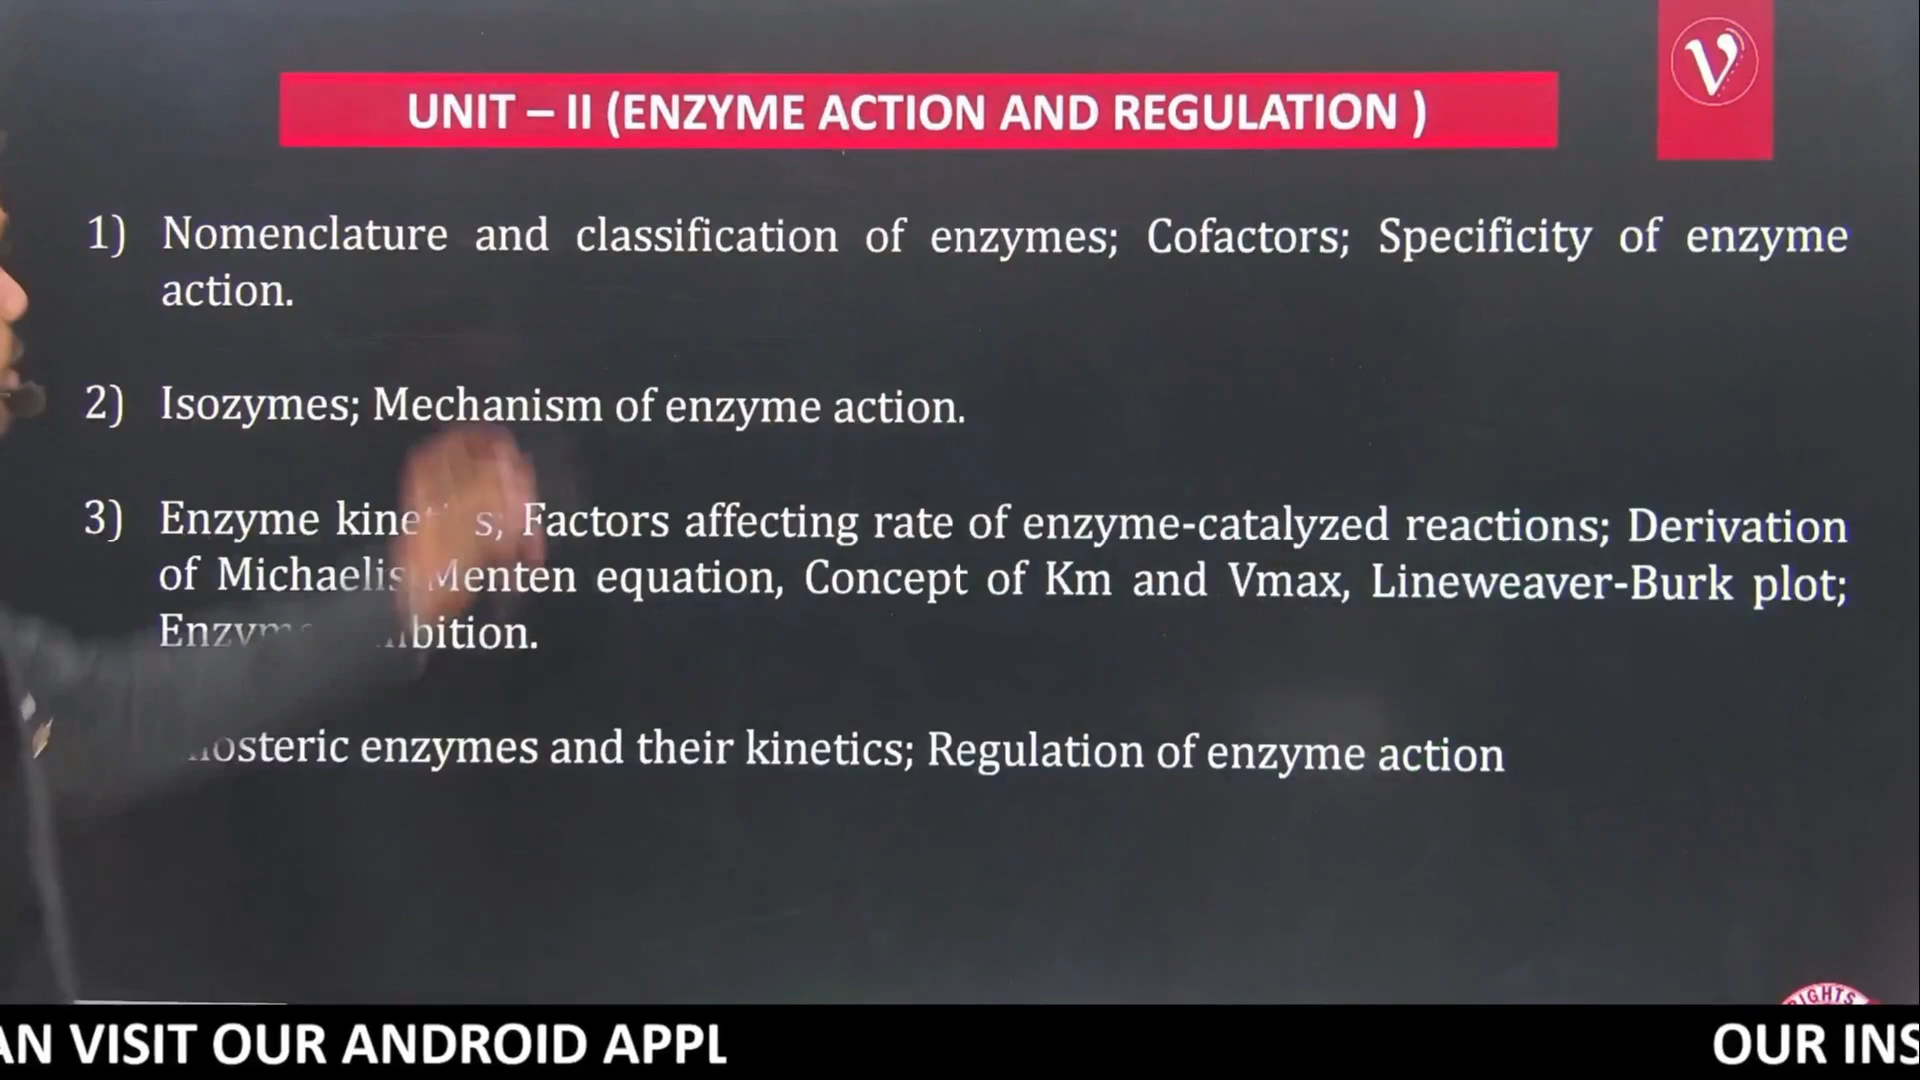 V
UNIT – II (ENZYME ACTION AND REGULATION )
1) Nomenclature and classification of enzymes; Cofactors; Specificity of enzyme
action.
2) Isozymes; Mechanism of enzyme action.
3) Enzyme Factors affecting rate of enzyme-catalyzed reactions; Derivation
of Michaelis Menten equation, Concept of Km and Vmax, Lineweaver-Burk plot;
enzymes and their kinetics; Regulation of enzyme action
IGHTS
AN VISIT OUR ANDROID APPL
OUR INS